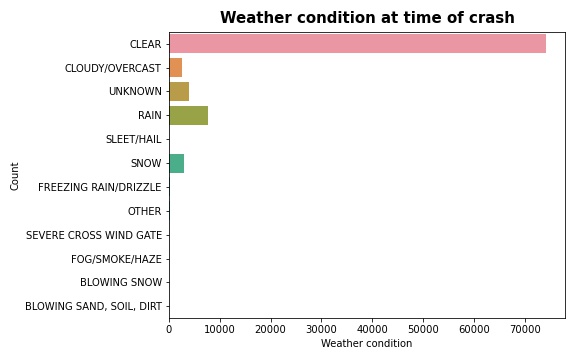 Weather condition at time of crash
CLEAR
CLOUDY/OVERCAST
UNKNOWN
RAIN
SLEET/HAIL
SNOW
FREEZING RAIN/DRIZZLE
OTHER
SEVERE CROSS WIND GATE
FOG/SMOKE/HAZE
BLOWING SNOW
BLOWING SAND, SOIL, DIRT
Count
0 10000 20000 30000 40000 50000 60000 70000
Weather condition